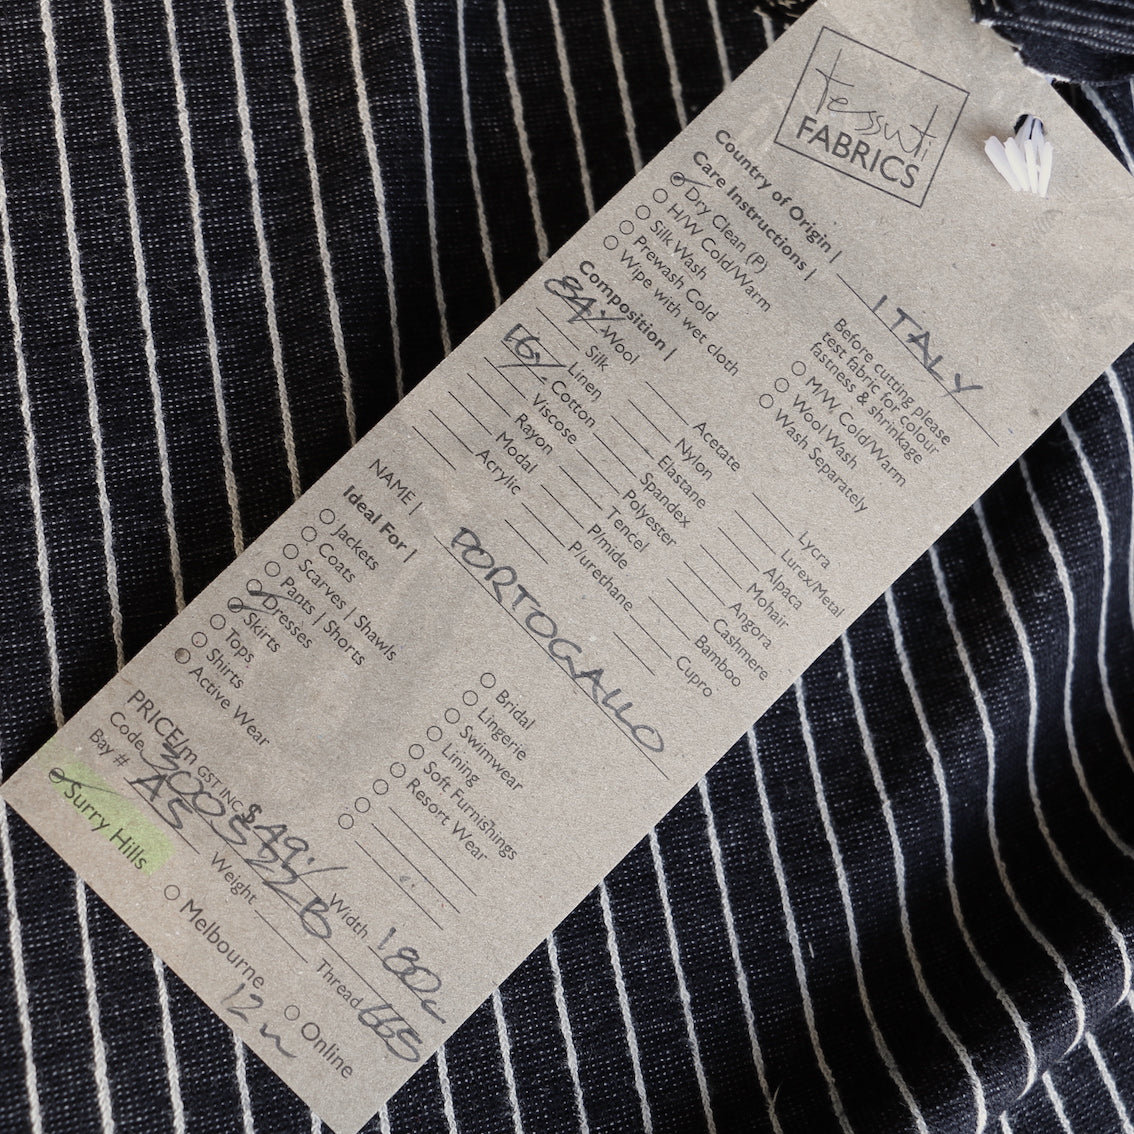 tessuti
FABRICS
Country of Origin | ITALY
Care Instructions |
Dry Clean (P)
H/W Cold/Warm
Silk Wash
Prewash Cold
Wipe with wet cloth
Before cutting please
test fabric for colour
fastness & shrinkage
M/W Cold/Warm
Wool Wash
Wash Separately
Composition |
84% Wool
Silk
Linen
16% Cotton
Viscose
Rayon
Modal
Acrylic
Acetate
Nylon
Elastane
Spandex
Polyester
Tencel
P/mide
P/urethane
Lycra
Lurex/Metal
Alpaca
Mohair
Angora
Cashmere
Bamboo
Cupro
NAME | PORTOGALLO
Ideal For |
Jackets
Coats
Scarves | Shawls
Pants | Shorts
Dresses
Skirts
Tops
Shirts
Active Wear
Bridal
Lingerie
Swimwear
Lining
Soft Furnishings
Resort Wear
PRICE/m GST INC $49./
Code 300522B Width 180c
Bay # A5 Weight Thread 665
Surry Hills Melbourne Online
12m